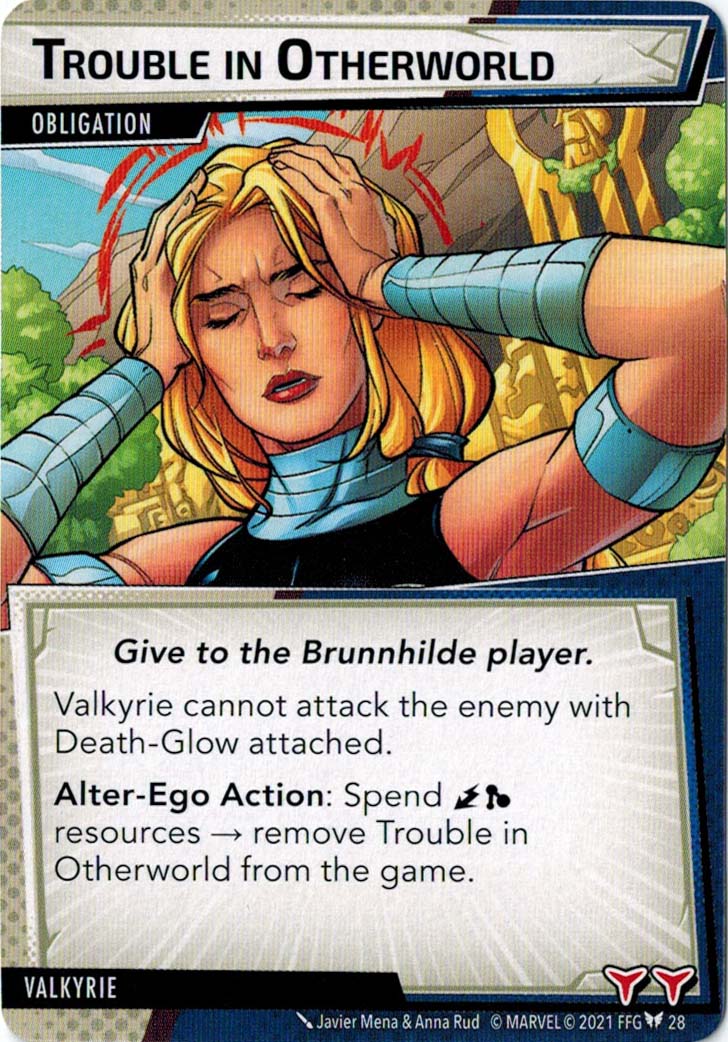 TROUBLE IN OTHERWORLD
OBLIGATION
Give to the Brunnhilde player.
Valkyrie cannot attack the enemy with
Death-Glow attached.
Alter-Ego Action: Spend
resources → remove Trouble in
Otherworld from the game.
VALKYRIE
Javier Mena & Anna Rud © MARVEL © 2021 FFG 28